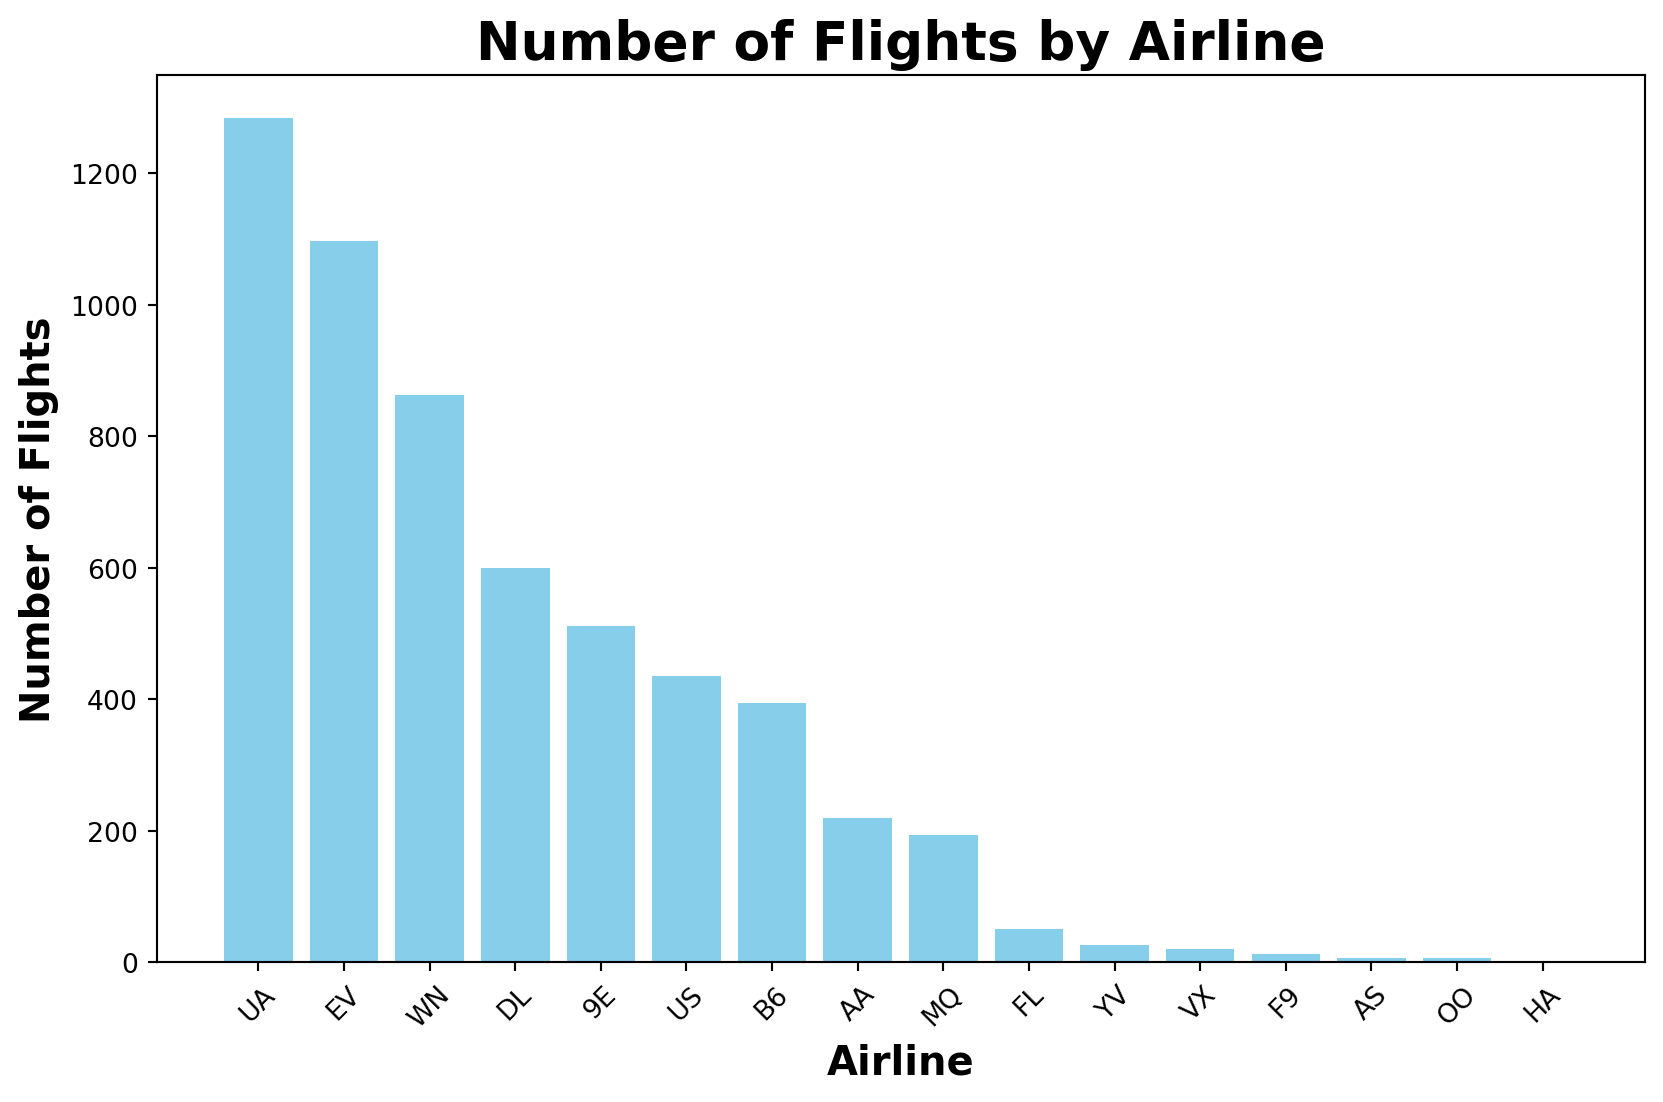 Number of Flights by Airline
Number of Flights
1200
1000
800
600
400
200
0
UA EV WN DL 9E US B6 AA MQ FL YV VX F9 AS OO HA
Airline